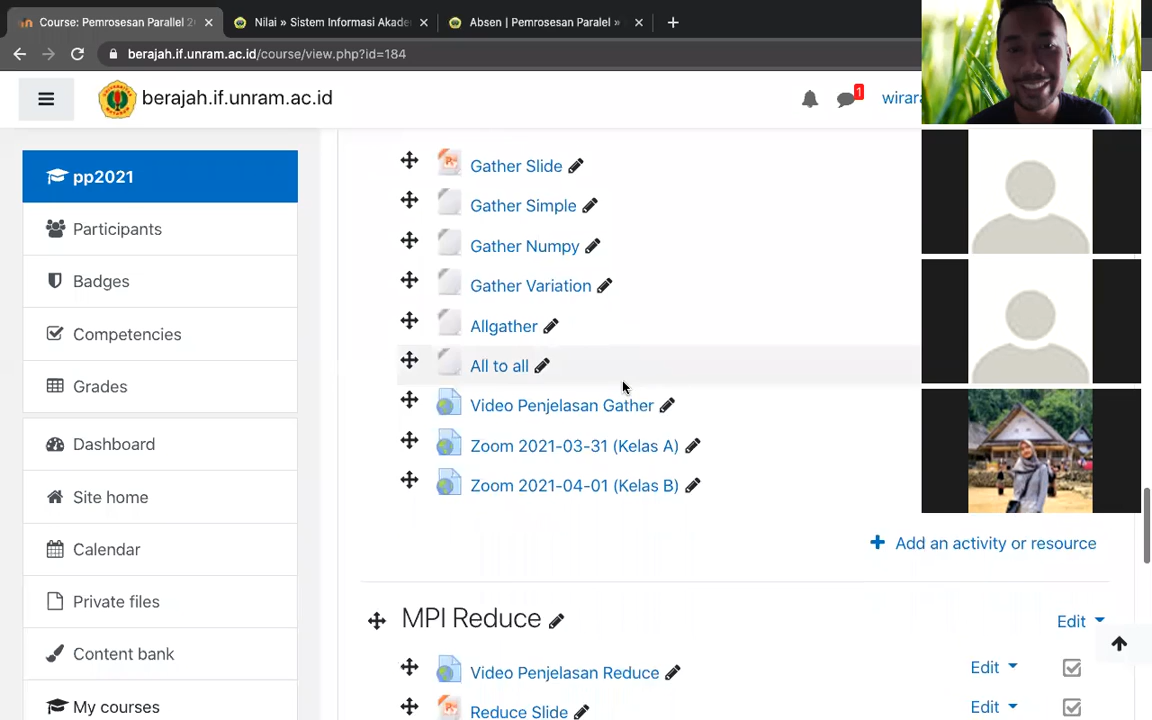 Course: Pemrosesan Parallel 2
Nilai » Sistem Informasi Akade
Absen | Pemrosesan Paralel »
berajah.if.unram.ac.id/course/view.php?id=184
berajah.if.unram.ac.id
1
wirara
pp2021
Participants
Badges
Competencies
Grades
Dashboard
Site home
Calendar
Private files
Content bank
My courses
Gather Slide
Gather Simple
Gather Numpy
Gather Variation
Allgather
All to all
Video Penjelasan Gather
Zoom 2021-03-31 (Kelas A)
Zoom 2021-04-01 (Kelas B)
Add an activity or resource
MPI Reduce
Edit
Video Penjelasan Reduce
Edit
Reduce Slide
Edit